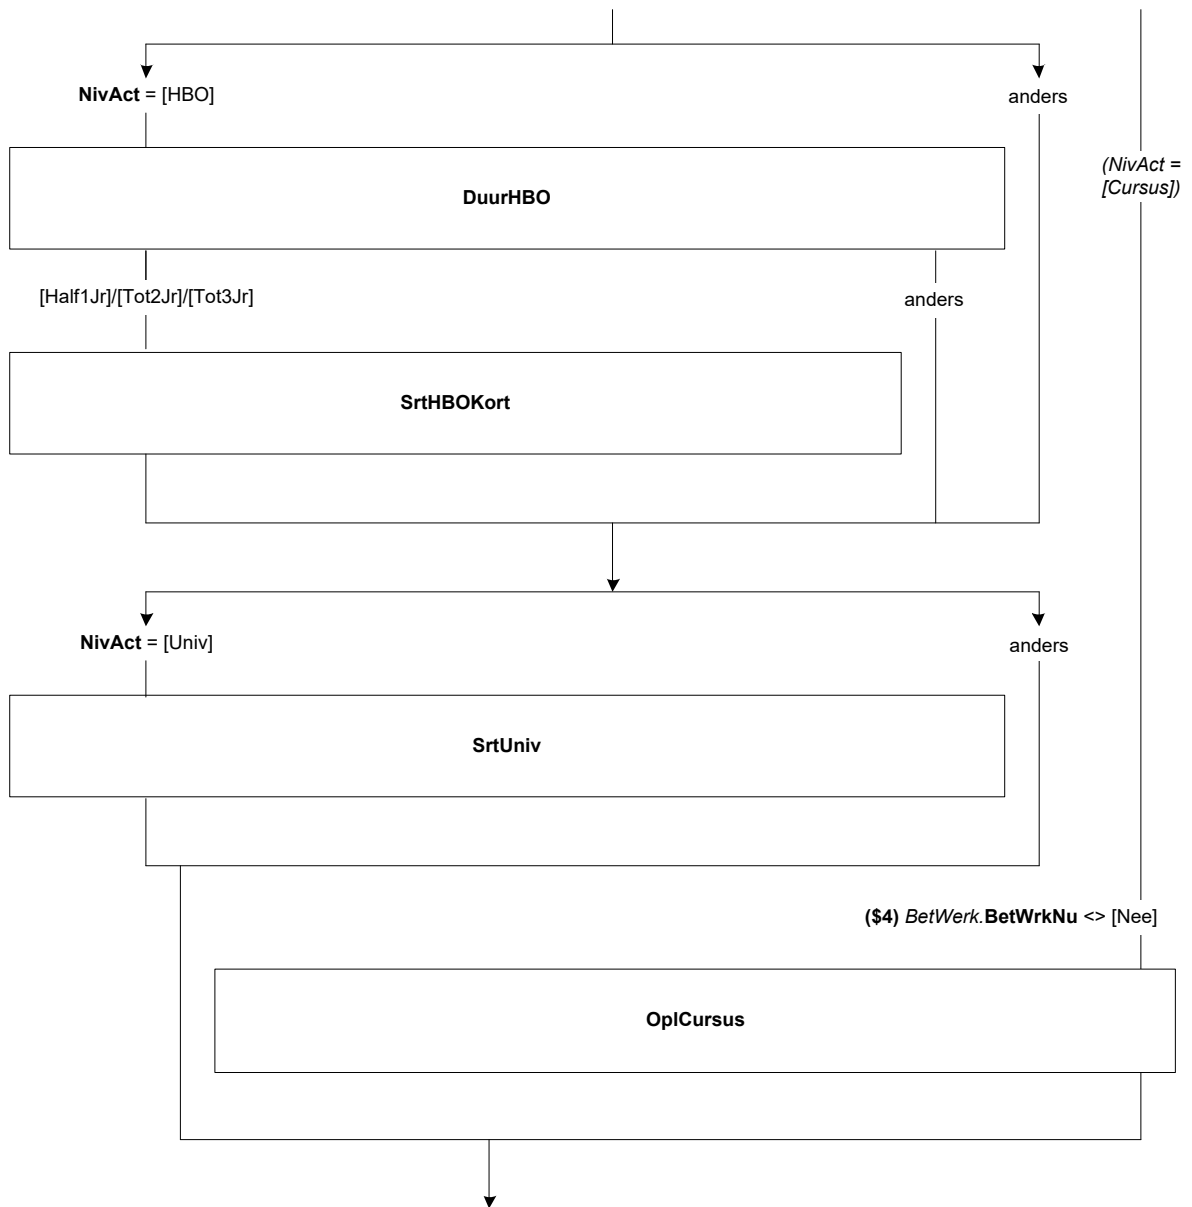 NivAct = [HBO]
anders
(NivAct =
[Cursus])
DuurHBO
[Half1Jr]/[Tot2Jr]/[Tot3Jr]
anders
SrtHBOKort
NivAct = [Univ]
anders
SrtUniv
($4) BetWerk.BetWrkNu <> [Nee]
OplCursus